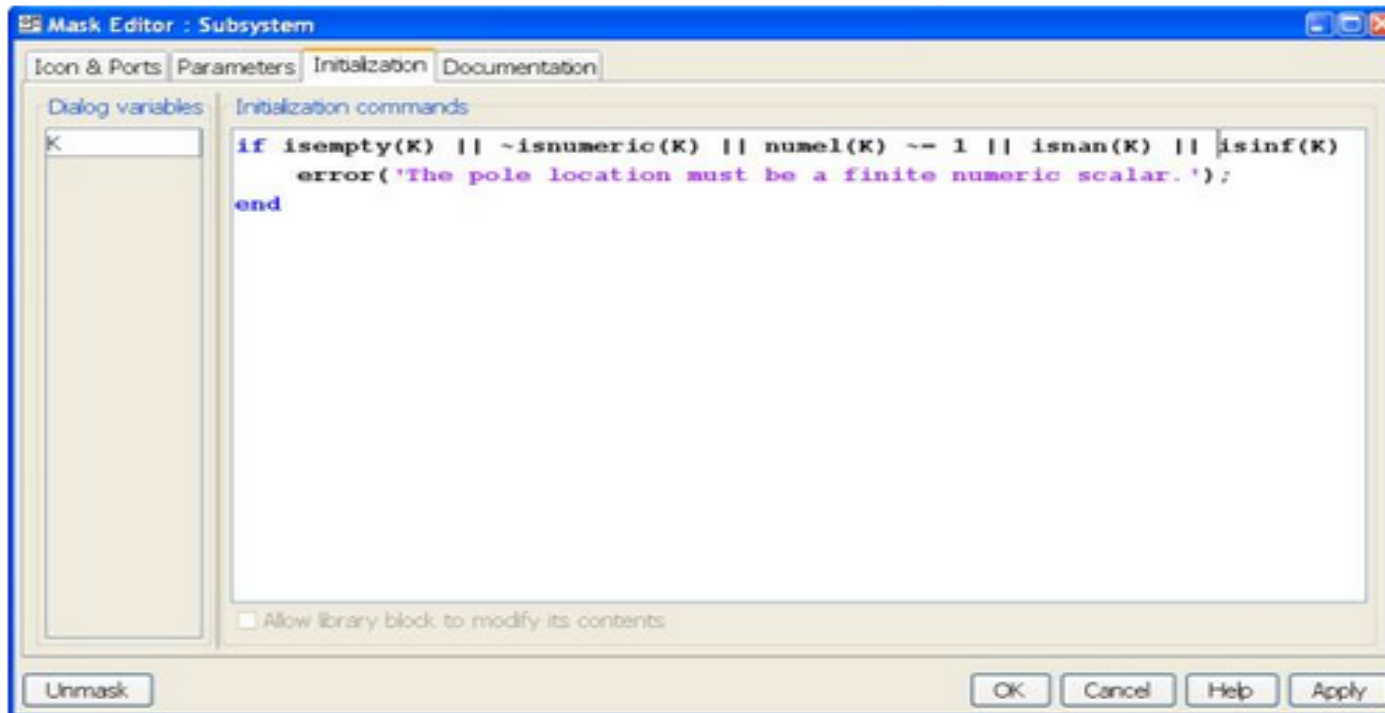 Mask Editor : Subsystem
Icon & Ports Parameters Initialization Documentation
Dialog variables
K
Initialization commands
if isempty(K) || ~isnumeric(K) || numel(K) ~= 1 || isnan(K) || isinf(K)
error('The pole location must be a finite numeric scalar.');
end
Allow library block to modify its contents
Unmask OK Cancel Help Apply